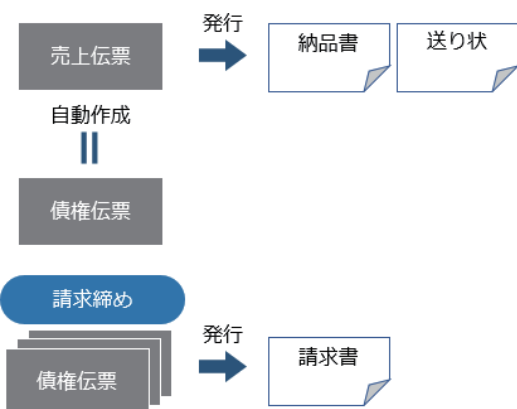 発行
売上伝票
納品書
送り状
自動作成
債権伝票
請求締め
発行
債権伝票
請求書